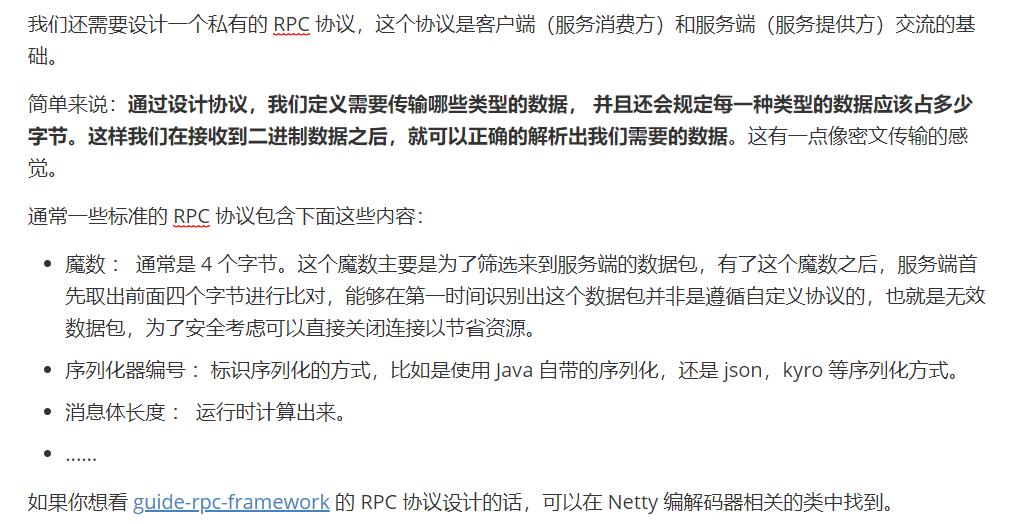 我们还需要设计一个私有的 RPC 协议，这个协议是客户端（服务消费方）和服务端（服务提供方）交流的基
础。
简单来说：通过设计协议，我们定义需要传输哪些类型的数据， 并且还会规定每一种类型的数据应该占多少
字节。这样我们在接收到二进制数据之后，就可以正确的解析出我们需要的数据。这有一点像密文传输的感
觉。
通常一些标准的 RPC 协议包含下面这些内容：
• 魔数 ： 通常是 4 个字节。这个魔数主要是为了筛选来到服务端的数据包，有了这个魔数之后，服务端首
先取出前面四个字节进行比对，能够在第一时间识别出这个数据包并非是遵循自定义协议的，也就是无效
数据包，为了安全考虑可以直接关闭连接以节省资源。
• 序列化器编号 ：标识序列化的方式，比如是使用 Java 自带的序列化，还是 json，kyro 等序列化方式。
• 消息体长度 ： 运行时计算出来。
• ......
如果你想看 guide-rpc-framework 的 RPC 协议设计的话，可以在 Netty 编解码器相关的类中找到。